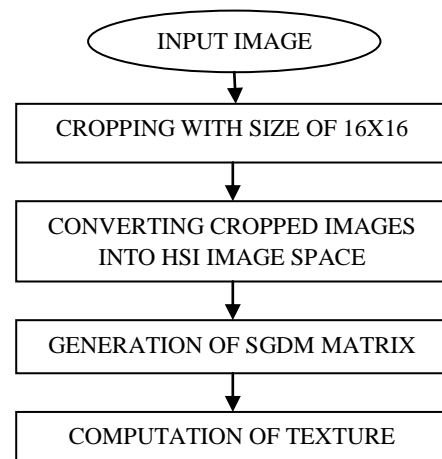 INPUT IMAGE
CROPPING WITH SIZE OF 16X16
CONVERTING CROPPED IMAGES
INTO HSI IMAGE SPACE
GENERATION OF SGDM MATRIX
COMPUTATION OF TEXTURE